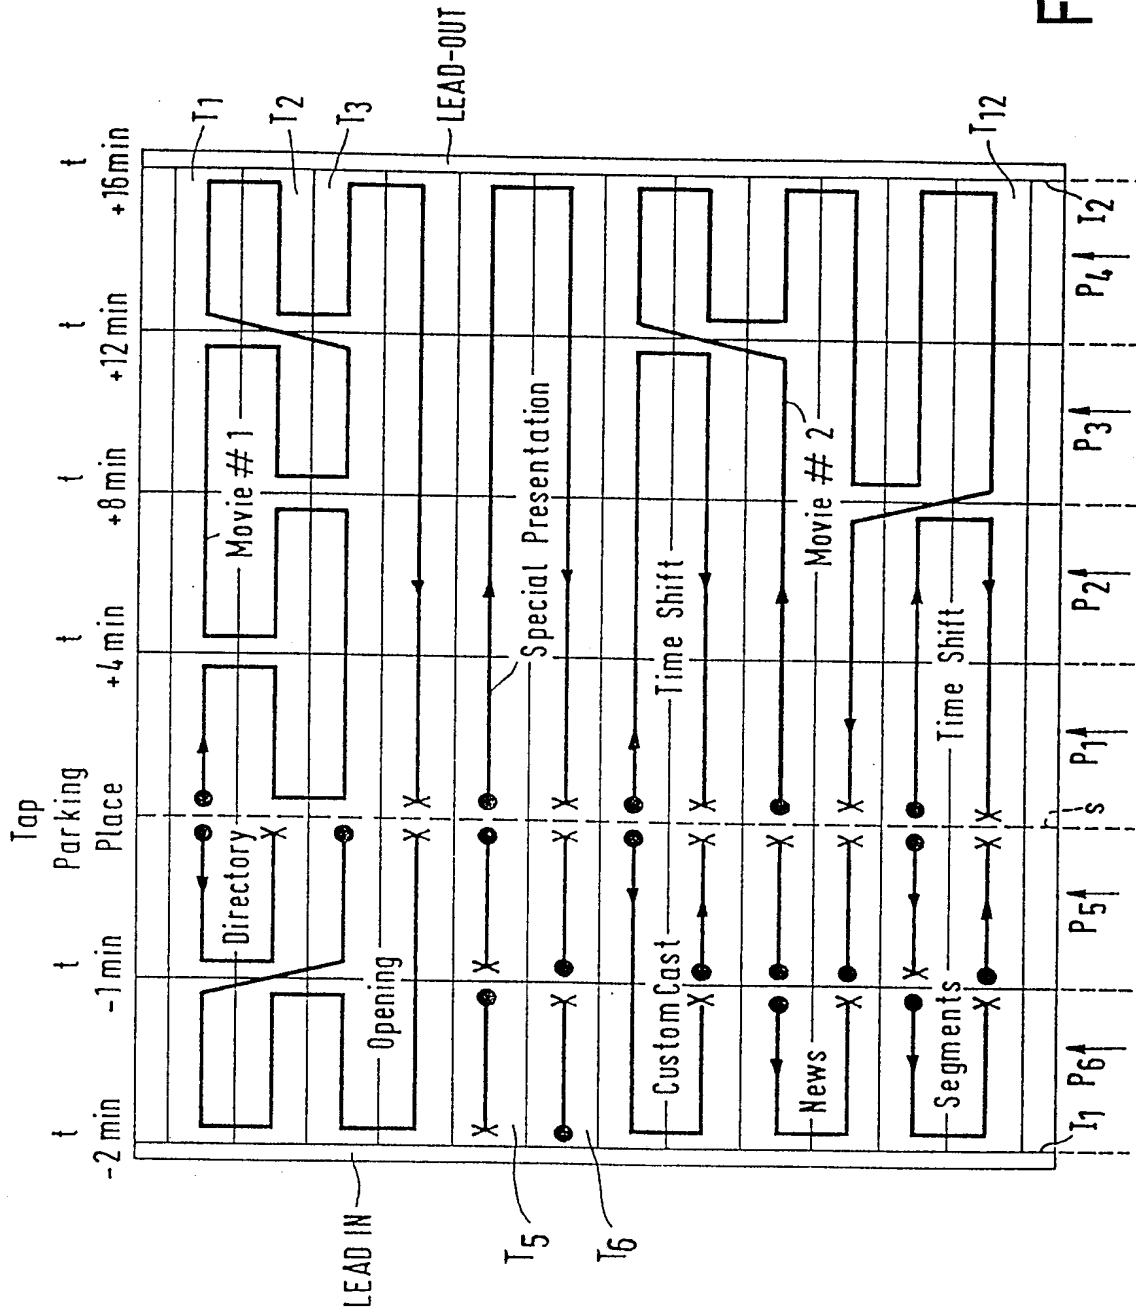 Tap
Parking
Place
t
-2 min
t
-1 min
t
+4 min
t
+8 min
t
+12 min
t
+16 min
LEAD IN
LEAD-OUT
T1
T2
T3
Directory
Movie # 1
Opening
T5
T6
Special Presentation
Custom Cast
Time Shift
News
Movie # 2
Segments
Time Shift
T12
I1
P6
P5
s
P1
P2
P3
P4
I2
F